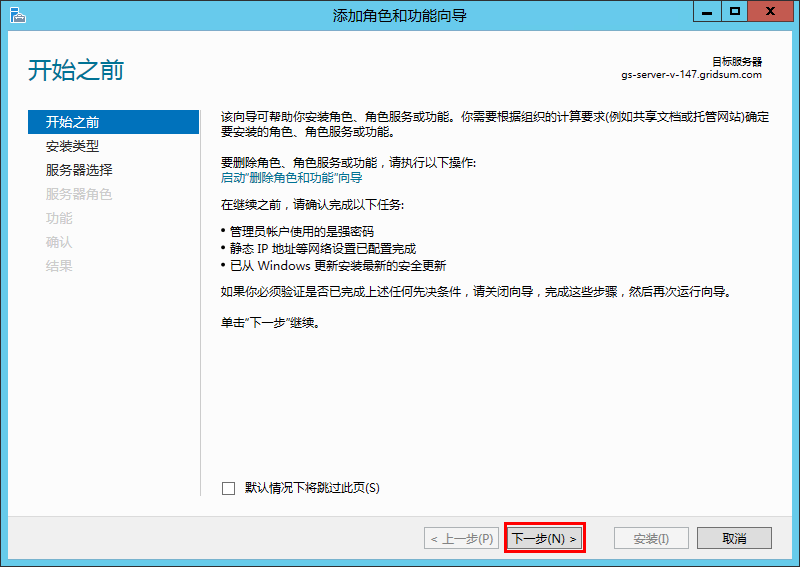 添加角色和功能向导
开始之前
目标服务器
gs-server-v-147.gridsum.com
开始之前
安装类型
服务器选择
服务器角色
功能
确认
结果
该向导可帮助你安装角色、角色服务或功能。你需要根据组织的计算要求(例如共享文档或托管网站)确定
要安装的角色、角色服务或功能。
要删除角色、角色服务或功能，请执行以下操作:
启动"删除角色和功能"向导
在继续之前，请确认完成以下任务:
• 管理员帐户使用的是强密码
• 静态 IP 地址等网络设置已配置完成
• 已从 Windows 更新安装最新的安全更新
如果你必须验证是否已完成上述任何先决条件，请关闭向导，完成这些步骤，然后再次运行向导。
单击"下一步"继续。
默认情况下将跳过此页(S)
< 上一步(P)
下一步(N) >
安装(I)
取消